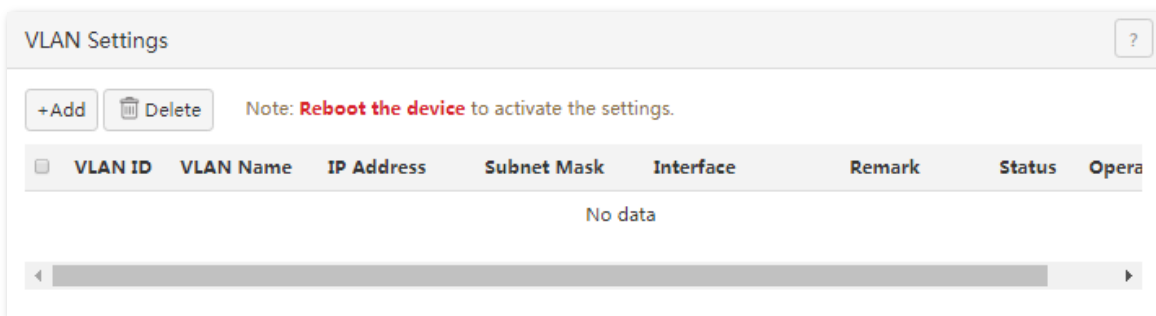 VLAN Settings
?
+Add Delete Note: Reboot the device to activate the settings.
VLAN ID VLAN Name IP Address Subnet Mask Interface Remark Status Opera
No data